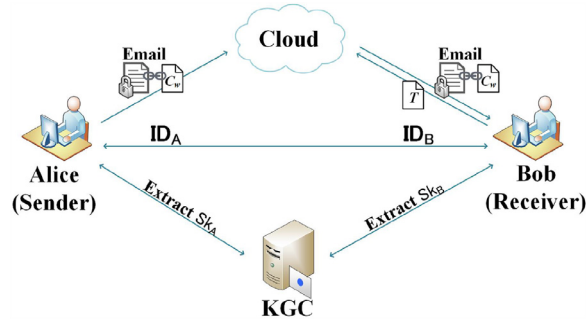 Cloud
Email
C_w
Email
C_w
T
ID_A
ID_B
Alice
(Sender)
Bob
(Receiver)
Extract Sk_A
Extract Sk_B
KGC